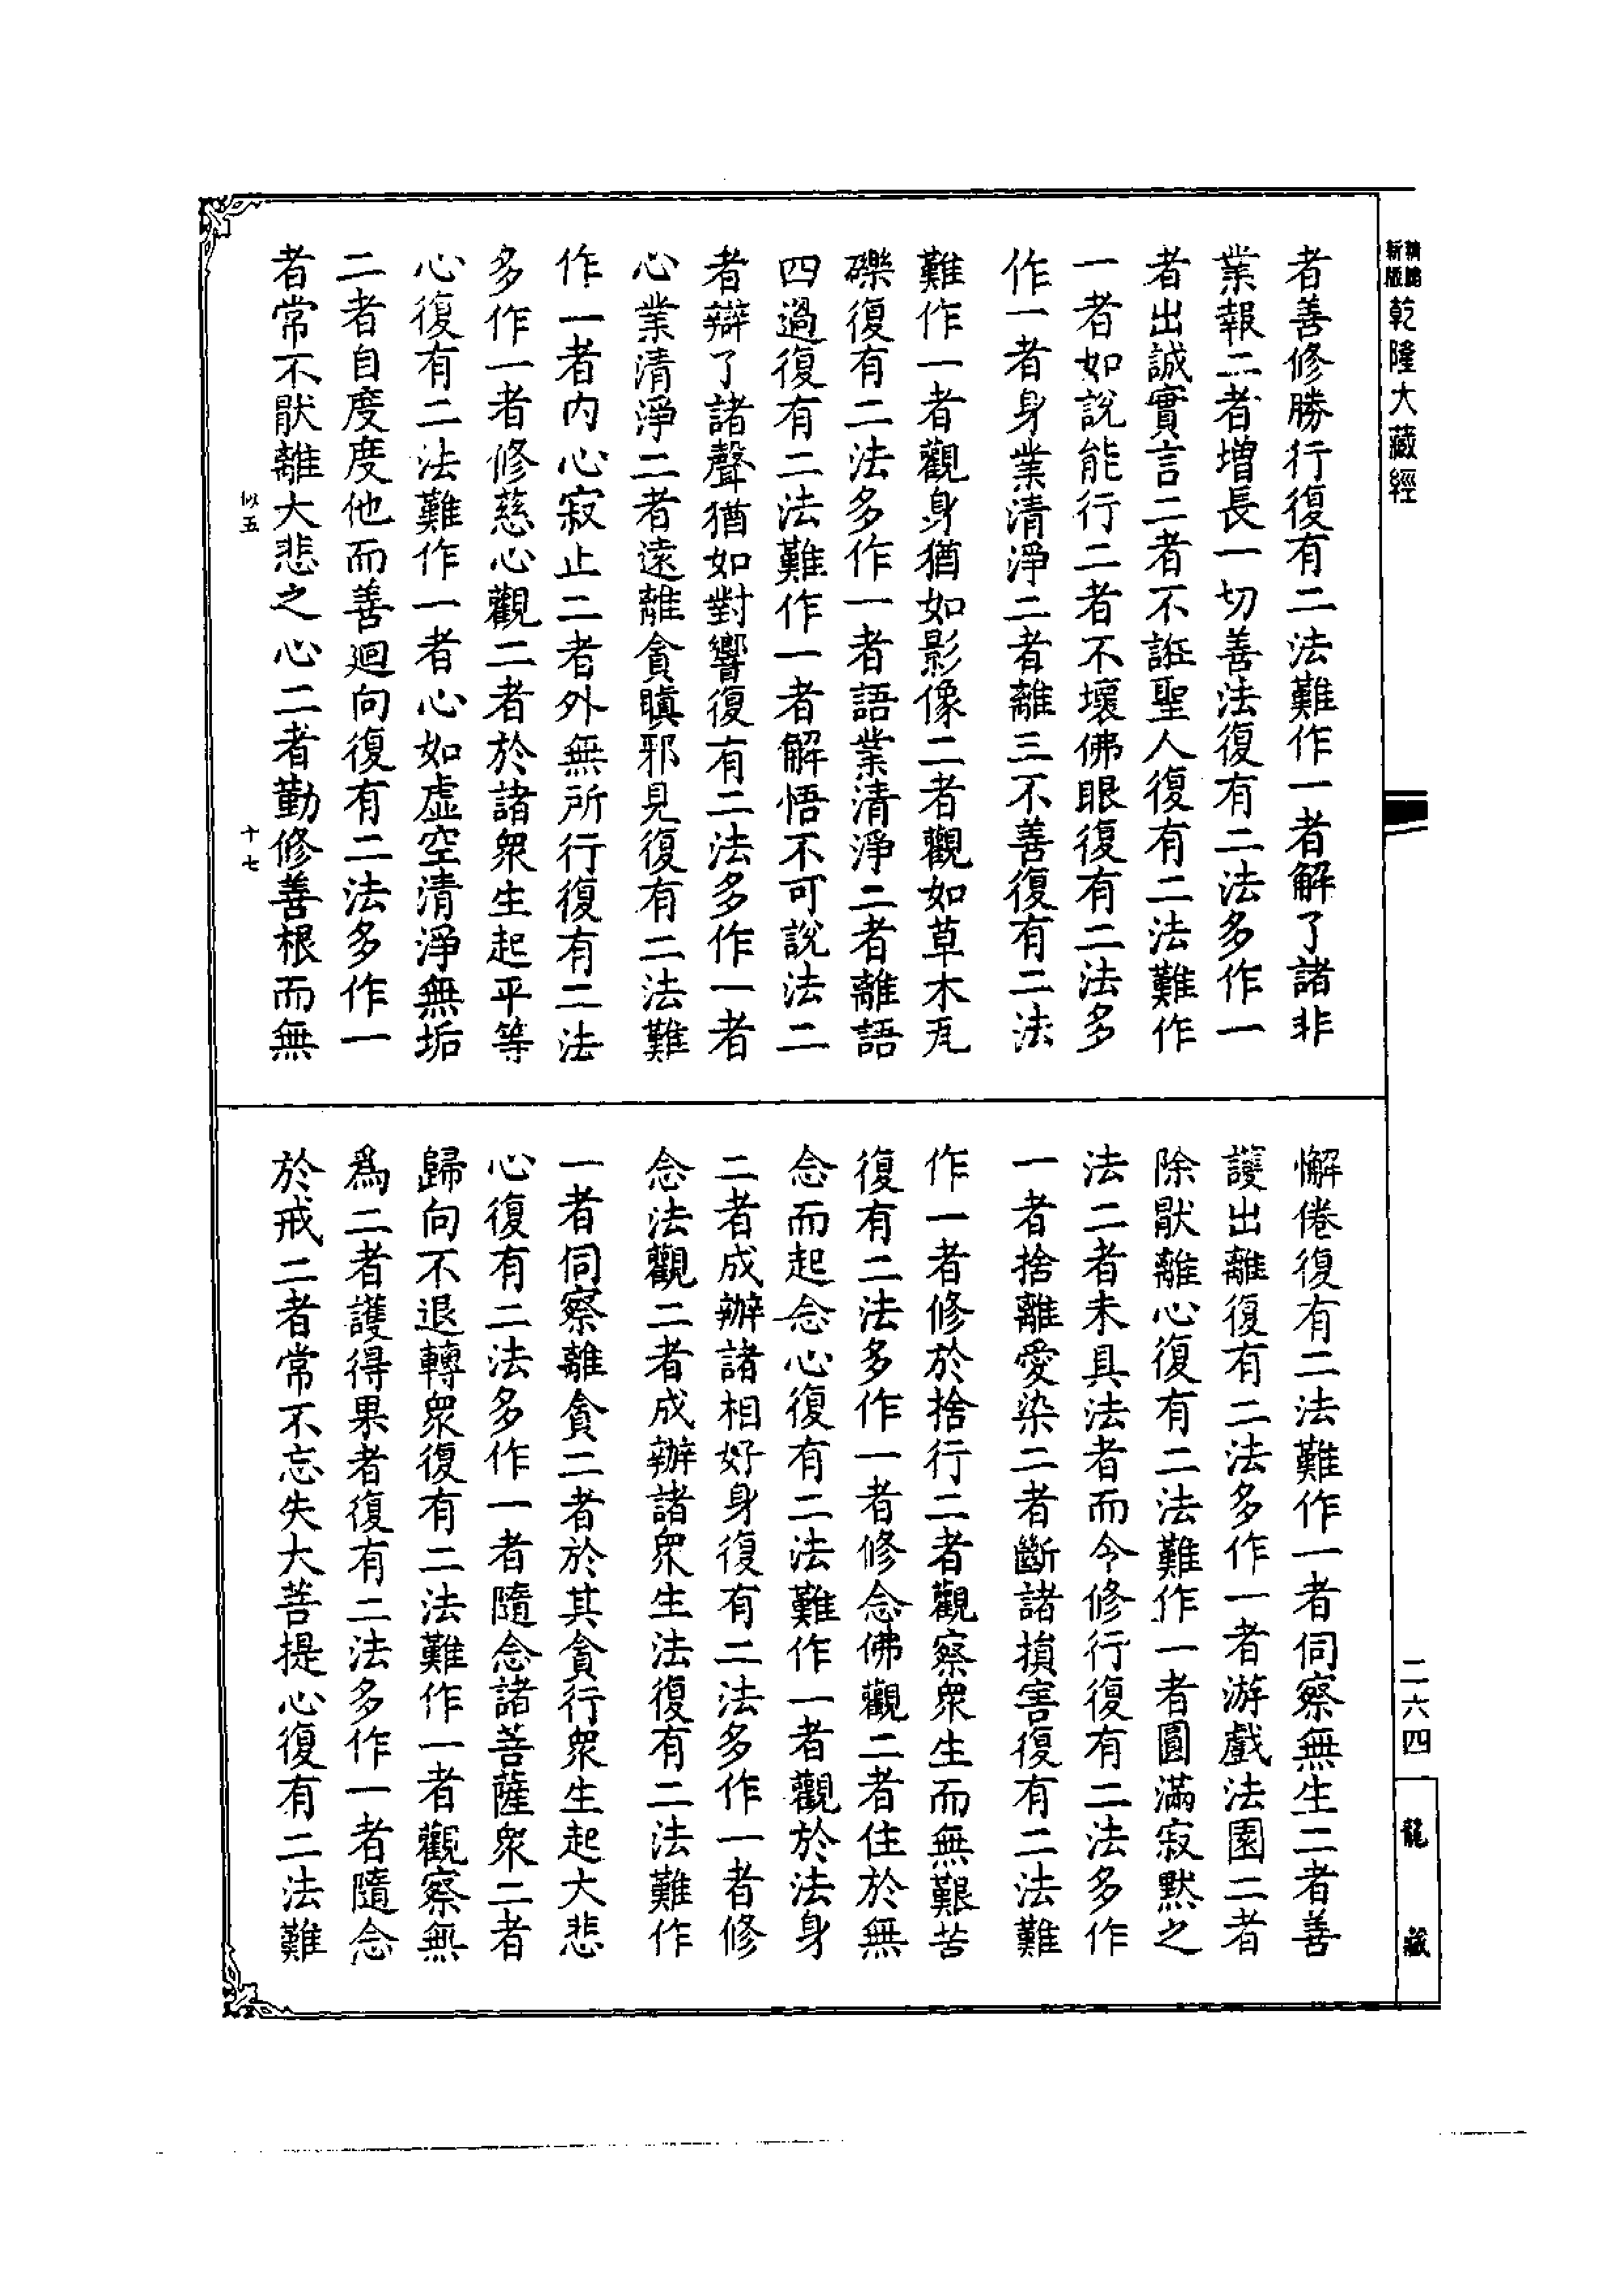 精縮新版乾隆大藏經
者善修勝行復有二法難作一者解了諸非
業報二者增長一切善法復有二法多作一
者出誠實言二者不誑聖人復有二法難作
一者如說能行二者不壞佛眼復有二法多
作一者身業清淨二者離三不善復有二法
難作一者觀身猶如影像二者觀如草木瓦
礫復有二法多作一者語業清淨二者離語
四過復有二法難作一者解悟不可說法二
者辯了諸聲猶如對響復有二法多作一者
心業清淨二者遠離貪瞋邪見復有二法難
作一者內心寂止二者外無所行復有二法
多作一者修慈心觀二者於諸衆生起平等
心復有二法難作一者心如虛空清淨無垢
二者自度度他而善迴向復有二法多作一
者常不厭離大悲之心二者勤修善根而無
似五
十七
懈倦復有二法難作一者伺察無生二者善
護出離復有二法多作一者游戲法園二者
除厭離心復有二法難作一者圓滿寂默之
法二者未具法者而令修行復有二法多作
一者捨離愛染二者斷諸損害復有二法難
作一者修於捨行二者觀察衆生而無艱苦
復有二法多作一者修念佛觀二者住於無
念而起念心復有二法難作一者觀於法身
二者成辦諸相好身復有二法多作一者修
念法觀二者成辦諸衆生法復有二法難作
一者伺察離貪二者於其貪行衆生起大悲
心復有二法多作一者隨念諸菩薩衆二者
歸向不退轉衆復有二法難作一者觀察無
爲二者護得果者復有二法多作一者隨念
於戒二者常不忘失大菩提心復有二法難
二六四
龍藏